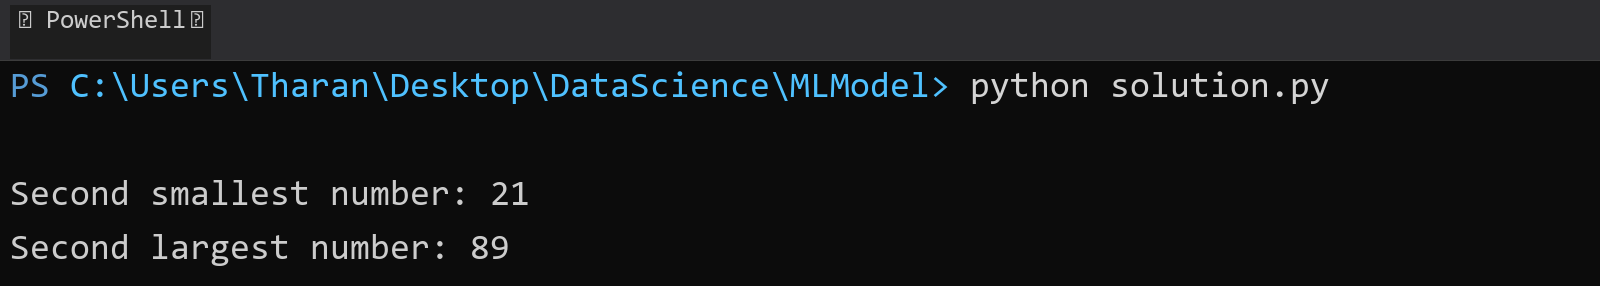 PowerShell
PS C:\Users\Tharan\Desktop\DataScience\MLModel> python solution.py
Second smallest number: 21
Second largest number: 89